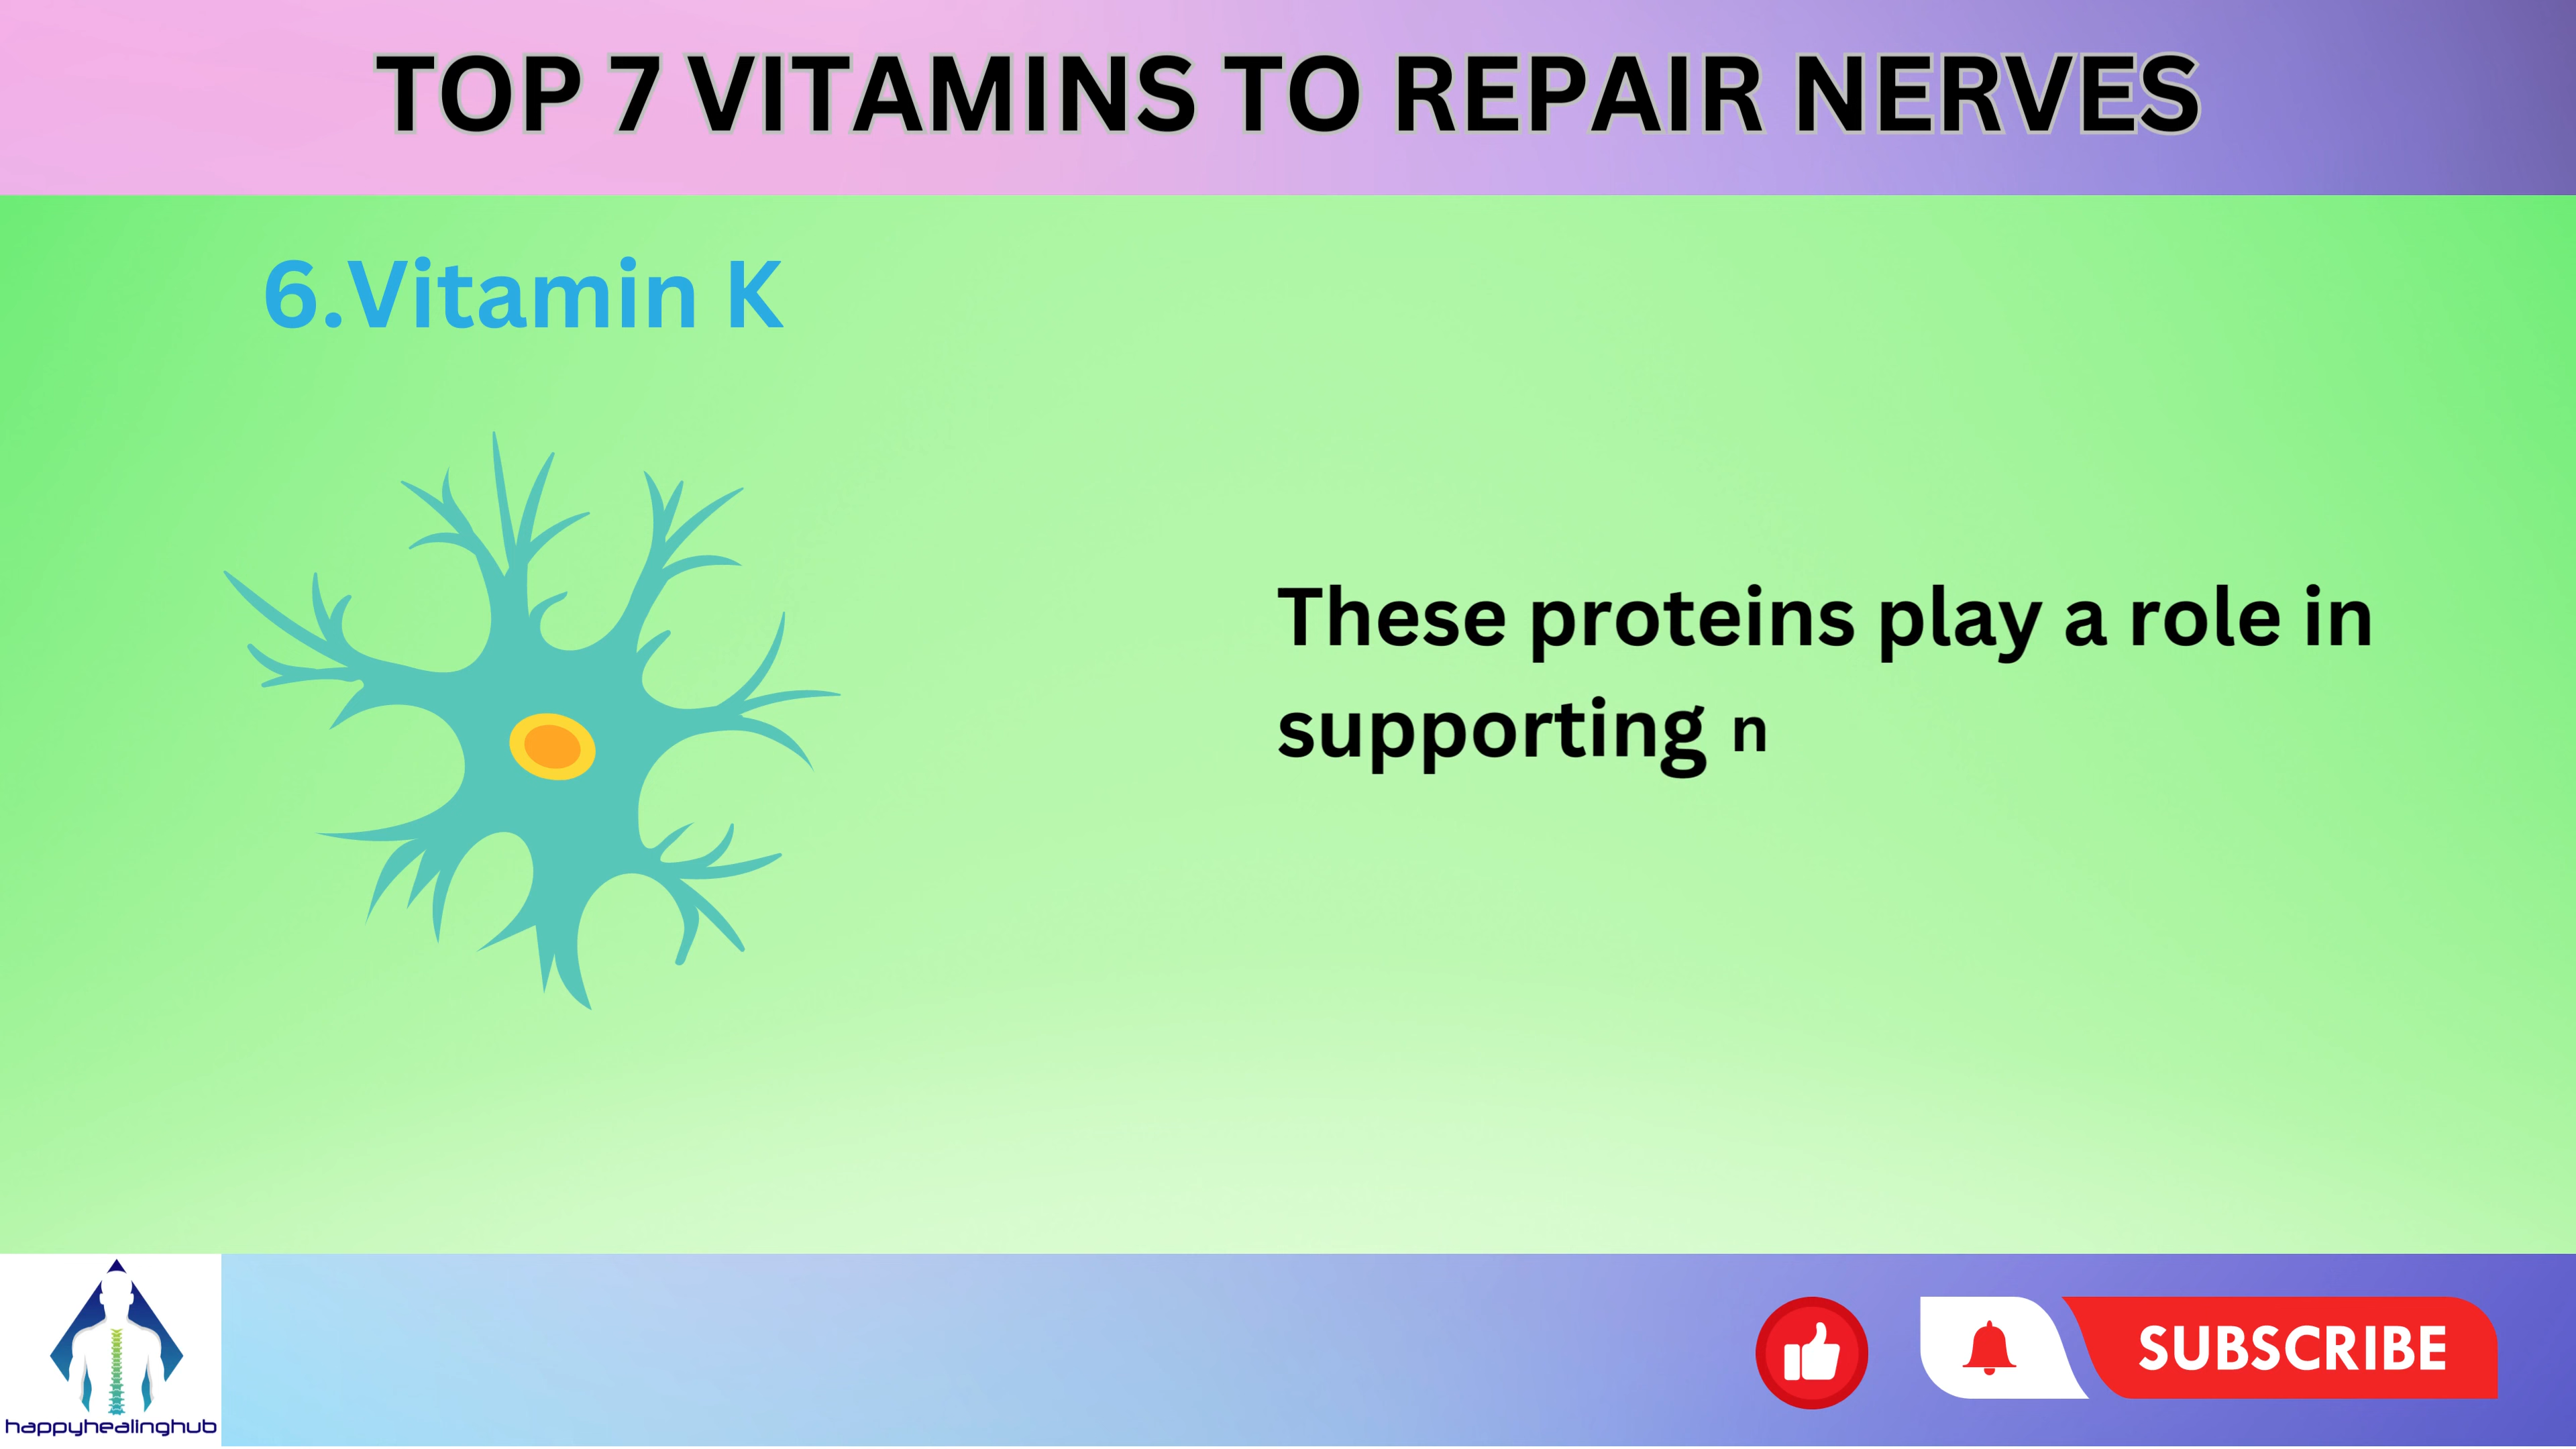 TOP 7 VITAMINS TO REPAIR NERVES
6.Vitamin K
These proteins play a role in
supporting n
happyhealinghub
SUBSCRIBE